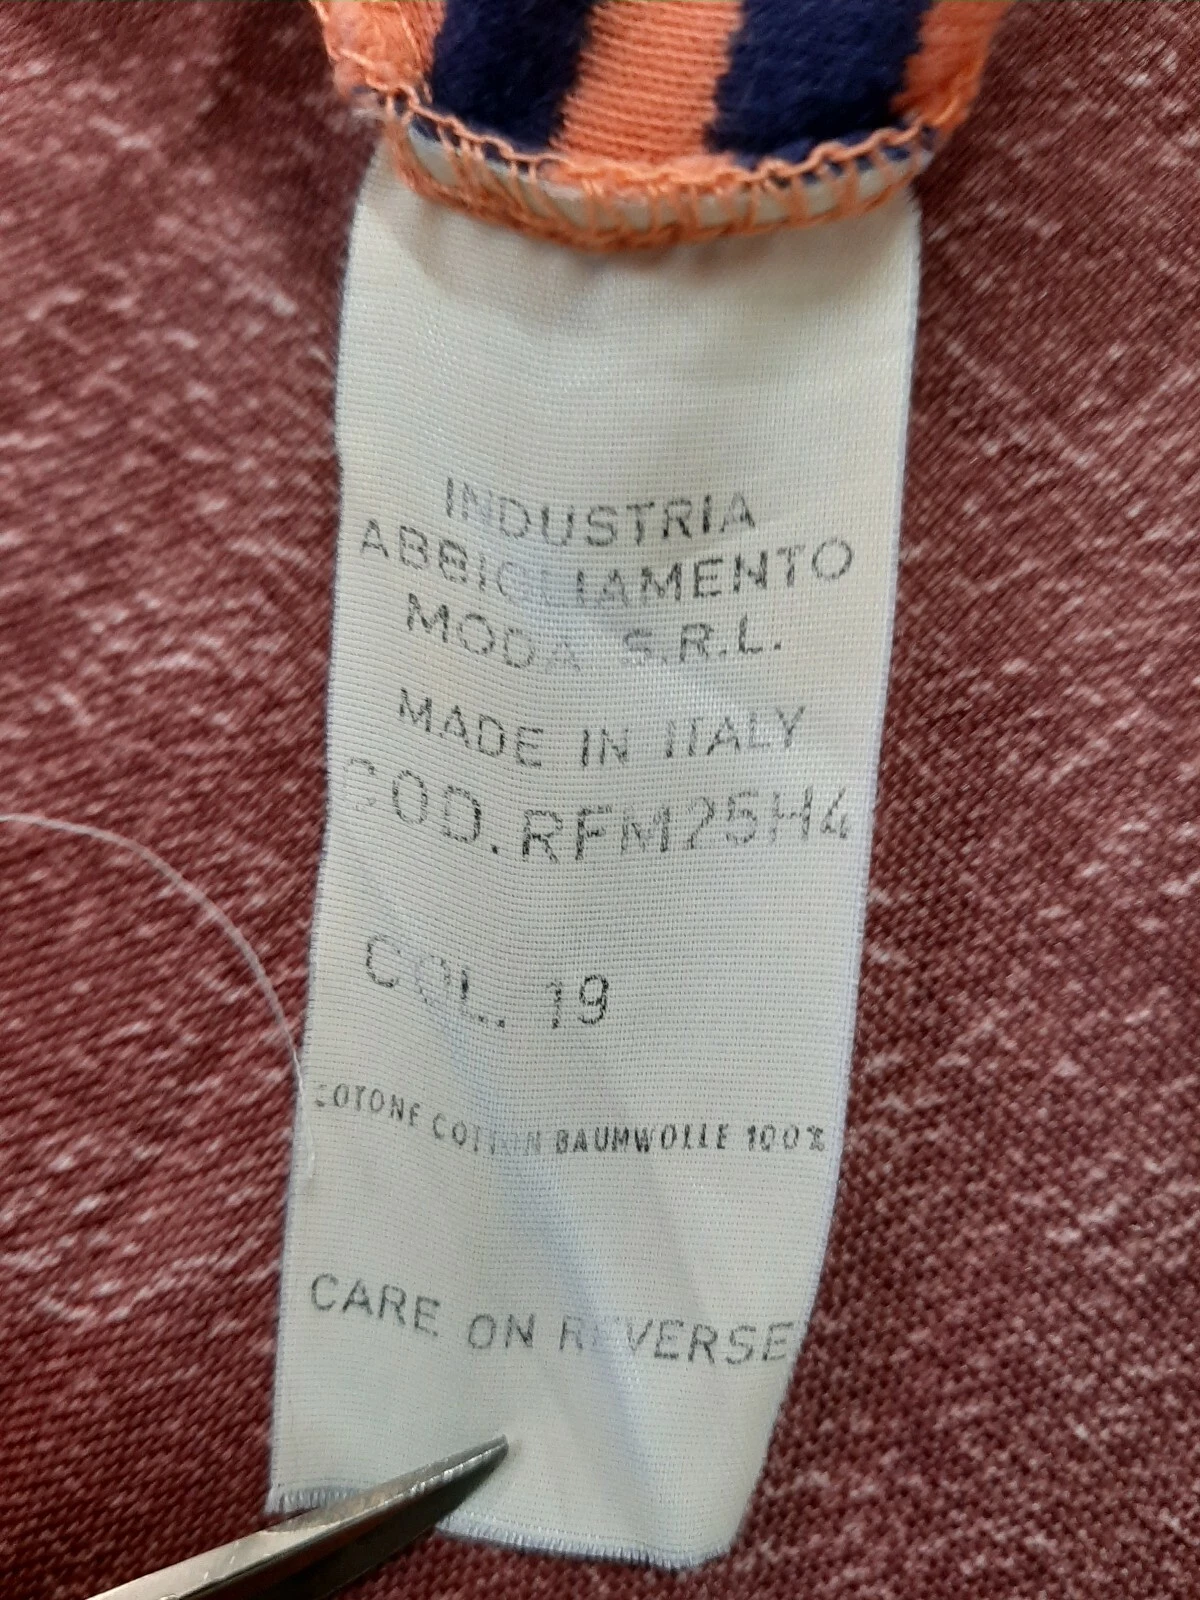 INDUSTRIA
ABBIGLIAMENTO
MODA S.R.L.
MADE IN ITALY
COD. RFM25H4
COL. 19
COTONE COTTON BAUMWOLLE 100%
CARE ON REVERSE